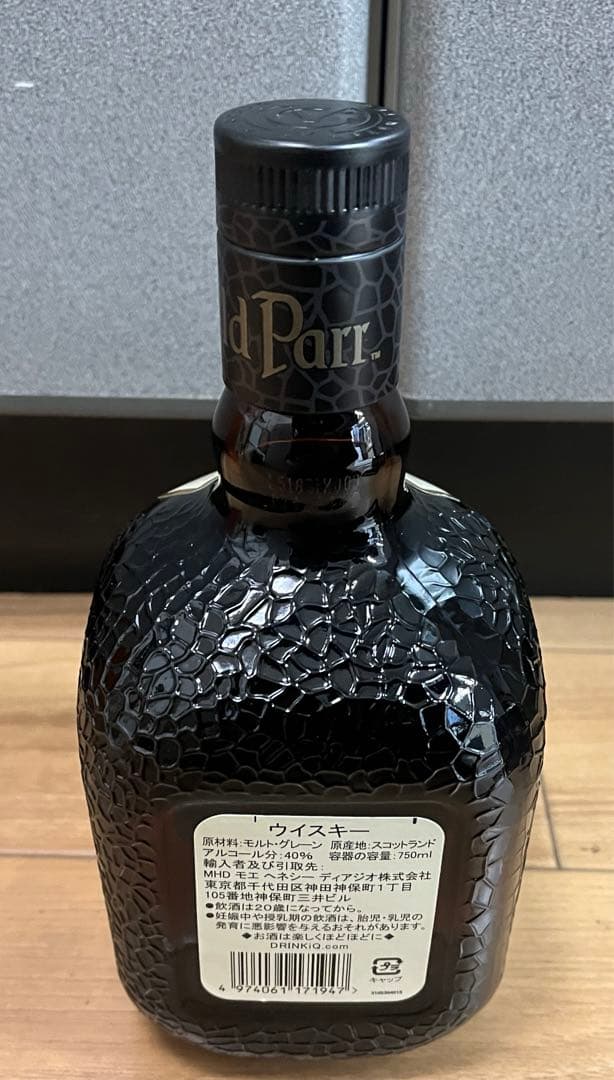 d Parr™
ウイスキー
原材料:モルト・グレーン 原産地:スコットランド
アルコール分:40% 容器の容量:750ml
輸入者及び引取先:
MHD モエ ヘネシー ディアジオ株式会社
東京都千代田区神田神保町1丁目
105番地神保町三井ビル
●飲酒は20歳になってから。
●妊娠中や授乳期の飲酒は、胎児・乳児の
発育に悪影響を与えるおそれがあります。
◆お酒は楽しくほどほどに◆
DRINKiQ.com
プラ
キャップ
4 974061 171947 >